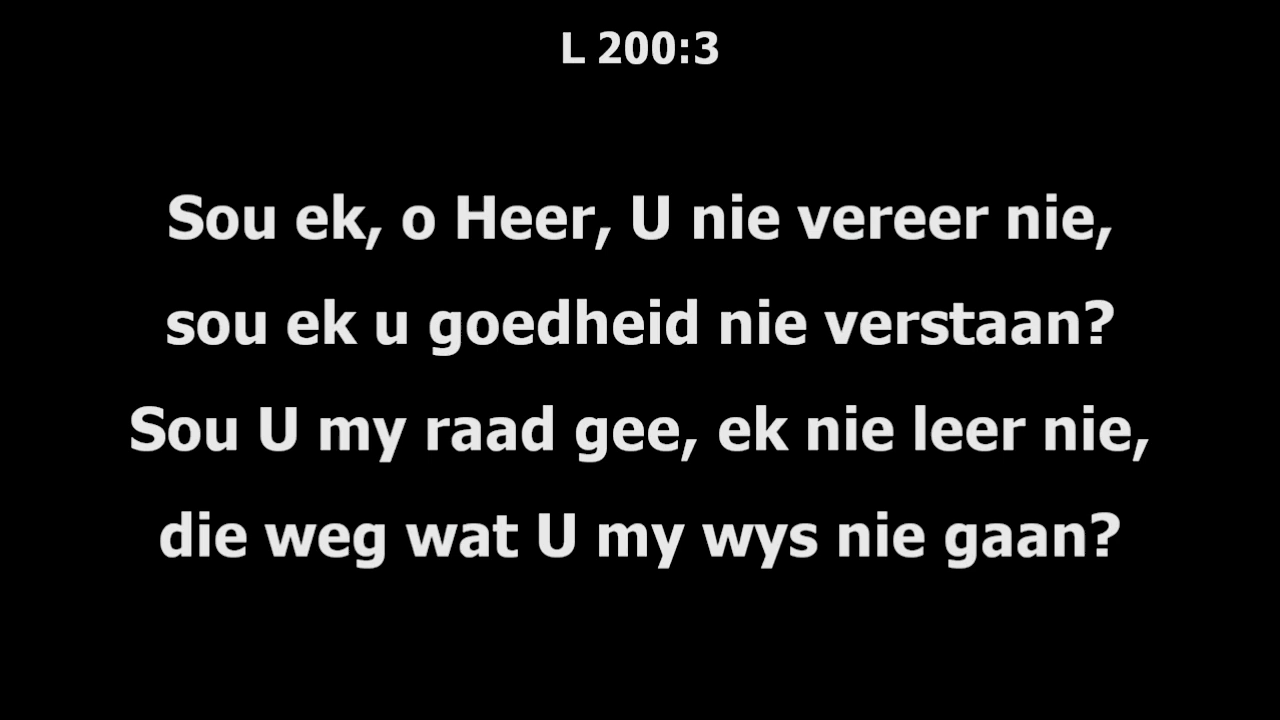 L 200:3
Sou ek, o Heer, U nie vereer nie,
sou ek u goedheid nie verstaan?
Sou U my raad gee, ek nie leer nie,
die weg wat U my wys nie gaan?